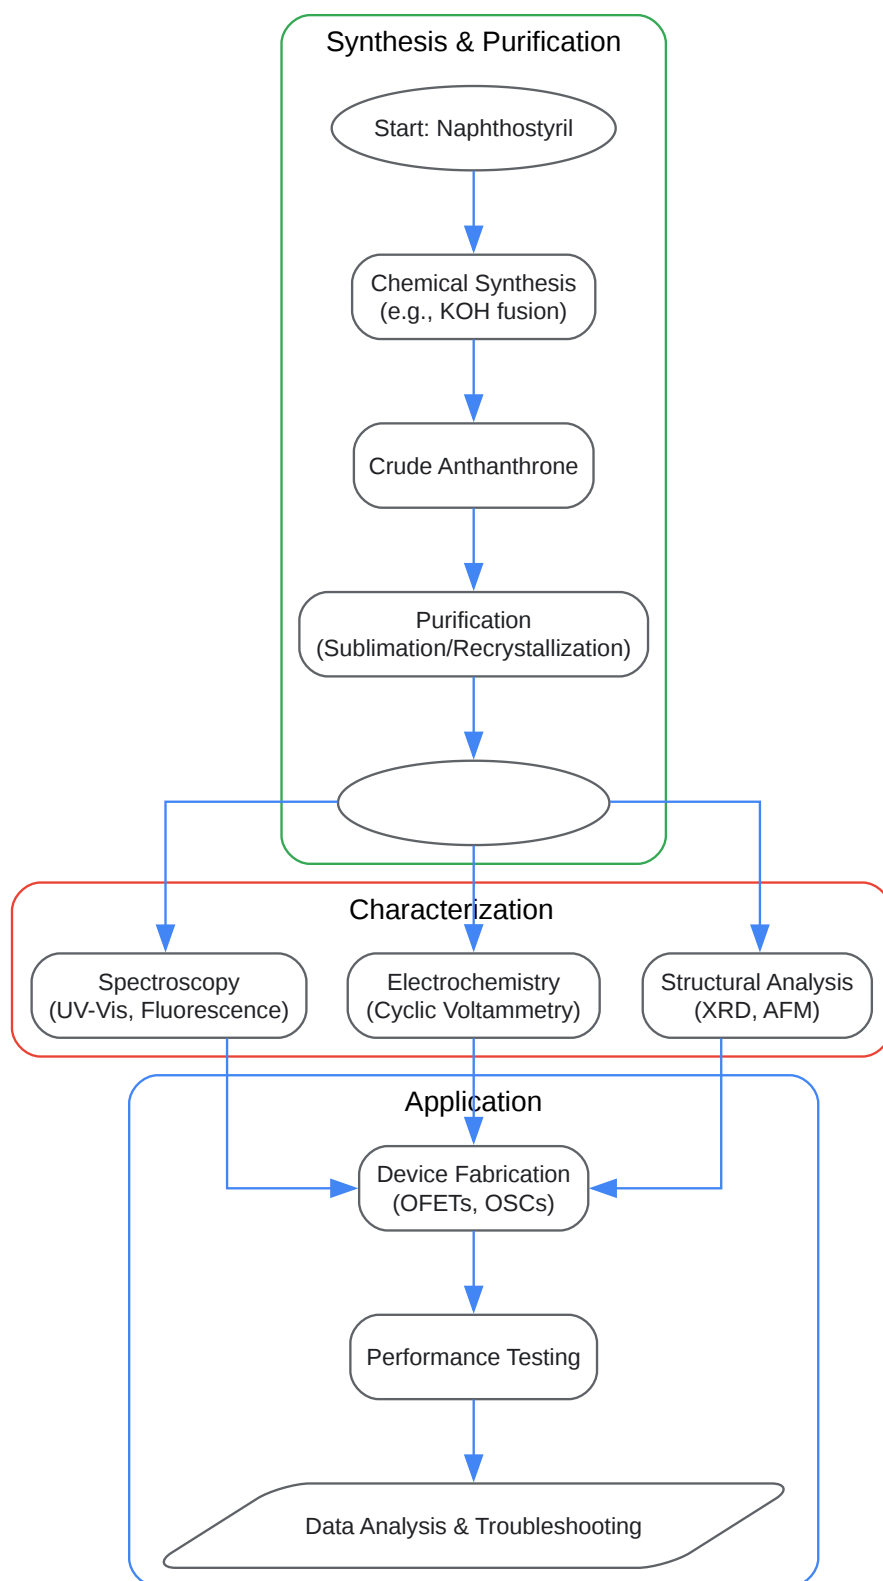 Synthesis & Purification
Start: Naphthostyril
Chemical Synthesis
(e.g., KOH fusion)
Crude Anthanthrone
Purification
(Sublimation/Recrystallization)
Characterization
Spectroscopy
(UV-Vis, Fluorescence)
Electrochemistry
(Cyclic Voltammetry)
Structural Analysis
(XRD, AFM)
Application
Device Fabrication
(OFETs, OSCs)
Performance Testing
Data Analysis & Troubleshooting